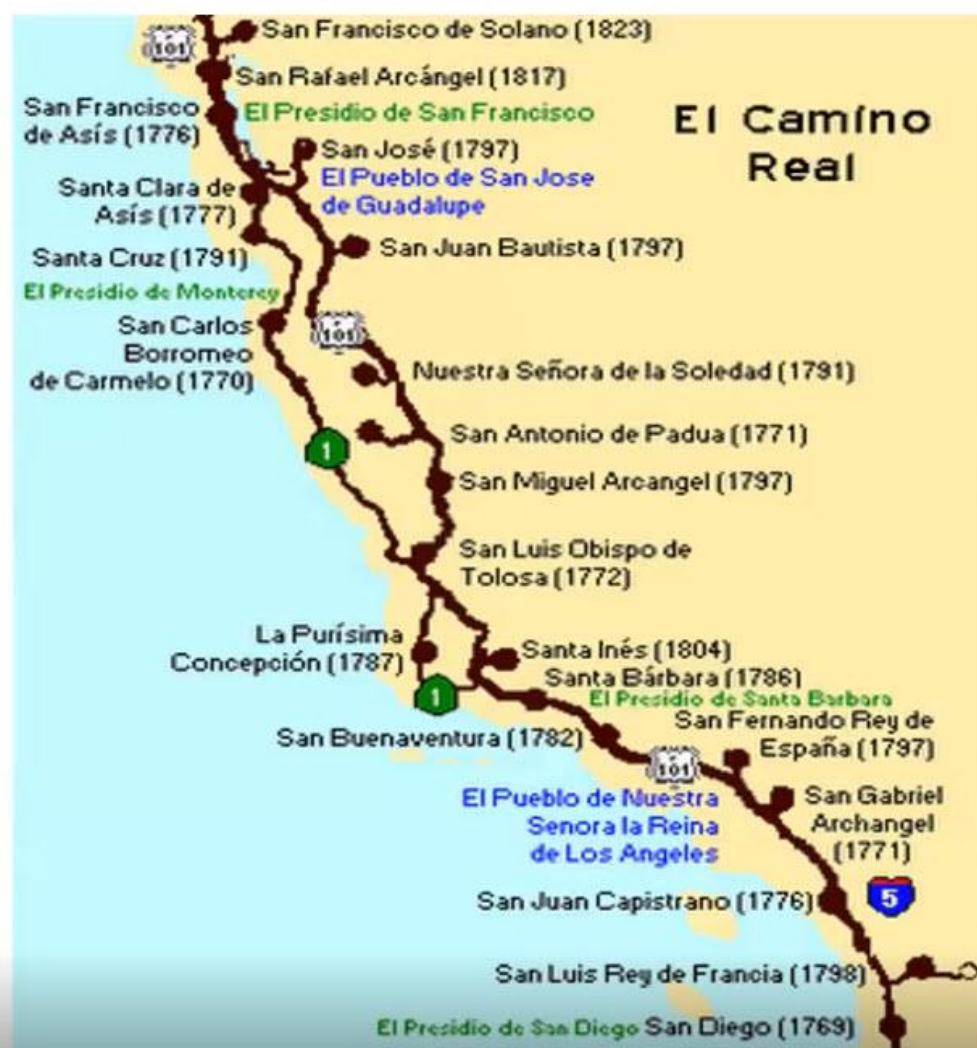 San Francisco de Solano (1823)
101
San Rafael Arcángel (1817)
San Francisco
de Asís (1776)
El Presidio de San Francisco
El Camíno
Real
San José (1797)
El Pueblo de San Jose
de Guadalupe
Santa Clara de
Asís (1777)
San Juan Bautista (1797)
Santa Cruz (1791)
El Presidio de Monterey
San Carlos
Borromeo
de Carmelo (1770)
101
Nuestra Señora de la Soledad (1791)
San Antonio de Padua (1771)
1
San Miguel Arcangel (1797)
San Luis Obispo de
Tolosa (1772)
La Purísima
Concepción (1787)
Santa Inés (1804)
Santa Bárbara (1786)
1
El Presidio de Santa Barbara
San Buenaventura (1782)
San Fernando Rey de
España (1797)
101
El Pueblo de Nuestra
Senora la Reina
de Los Angeles
San Gabriel
Archangel
(1771)
San Juan Capistrano (1776)
5
San Luis Rey de Francia (1798)
El Presidio de San Diego
San Diego (1769)